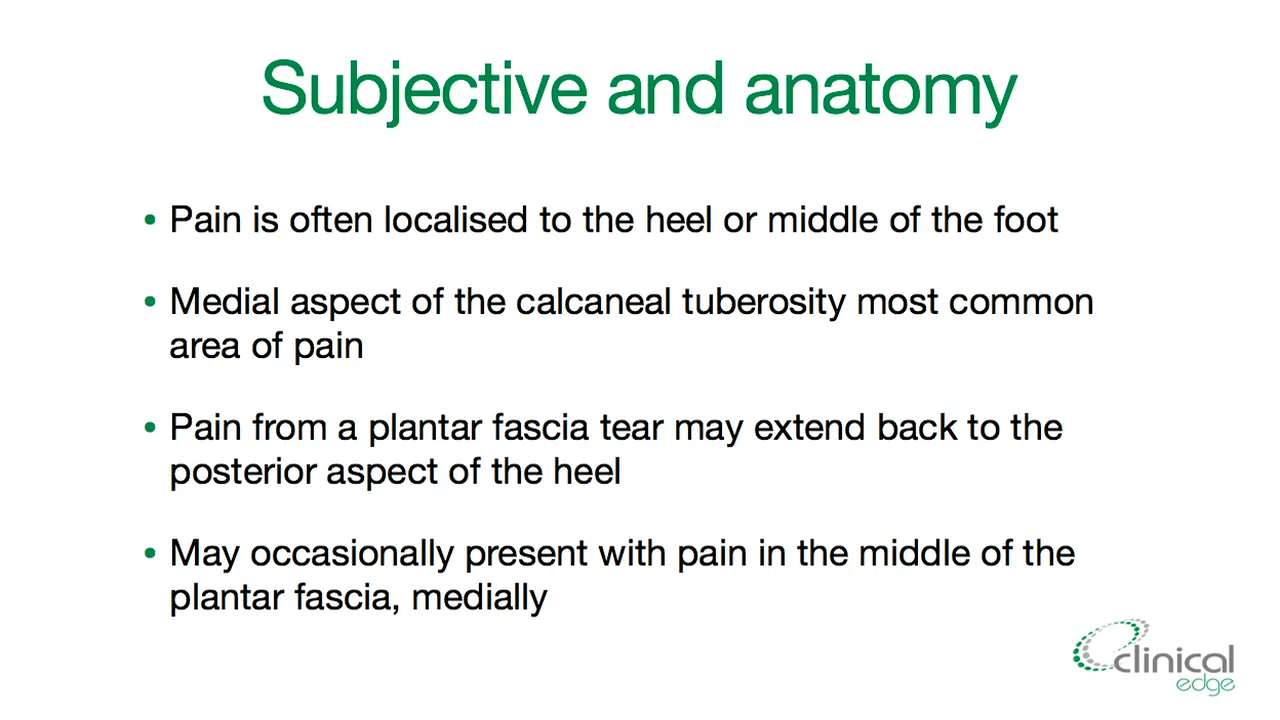 Subjective and anatomy
• Pain is often localised to the heel or middle of the foot
• Medial aspect of the calcaneal tuberosity most common
area of pain
• Pain from a plantar fascia tear may extend back to the
posterior aspect of the heel
• May occasionally present with pain in the middle of the
plantar fascia, medially
clinical
edge